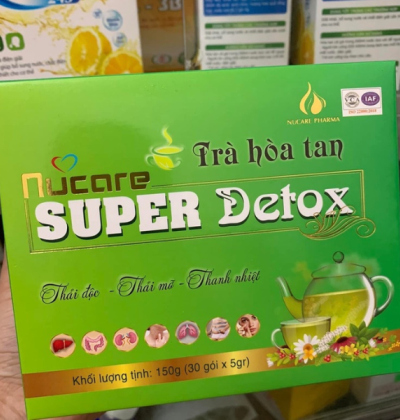 NUCARE PHARMA
IAF
Trà hòa tan
Nucare
SUPER Detox
Thải độc - Thải mỡ - Thanh nhiệt
Khối lượng tịnh: 150g (30 gói x 5gr)